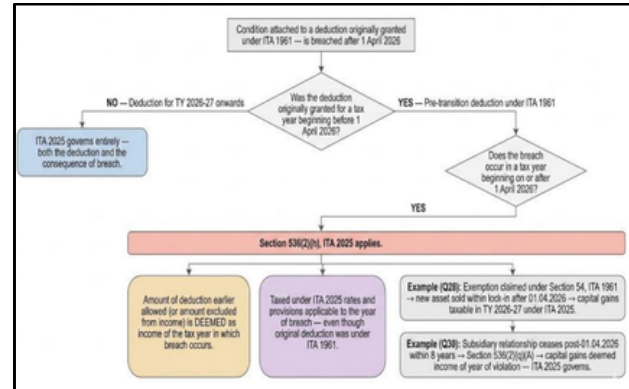 Condition attached to a deduction originally granted
under ITA 1961 — is breached after 1 April 2026
NO — Deduction for TY 2026-27 onwards
Was the deduction
originally granted for a tax
year beginning before 1
April 2026?
YES — Pre-transition deduction under ITA 1961
ITA 2025 governs entirely —
both the deduction and the
consequence of breach.
Does the breach
occur in a tax year
beginning on or after
1 April 2026?
YES
Section 536(2)(h), ITA 2025 applies.
Amount of deduction earlier
allowed (or amount excluded
from income) is DEEMED as
income of the tax year in which
breach occurs.
Taxed under ITA 2025 rates and
provisions applicable to the year
of breach — even though
original deduction was under
ITA 1961.
Example (Q28): Exemption claimed under Section 54, ITA 1961
→ new asset sold within lock-in after 01.04.2026 → capital gains
taxable in TY 2026-27 under ITA 2025.
Example (Q30): Subsidiary relationship ceases post-01.04.2026
within 8 years → Section 536(2)(q)(A) → capital gains deemed
income of year of violation — ITA 2025 governs.